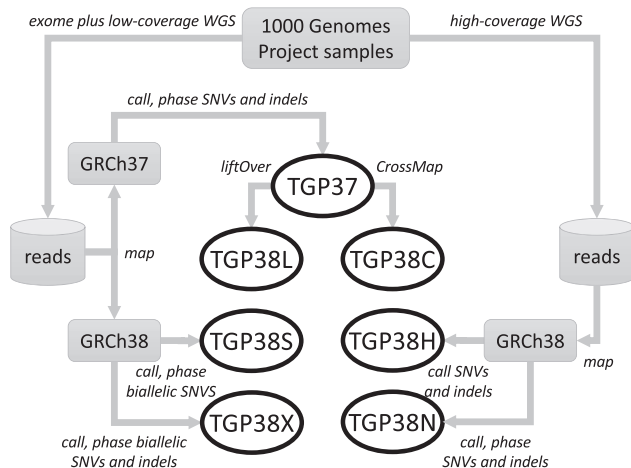 exome plus low-coverage WGS
1000 Genomes
Project samples
high-coverage WGS
call, phase SNVs and indels
GRCh37
liftOver
CrossMap
TGP37
reads
map
TGP38L
TGP38C
reads
GRCh38
TGP38S
TGP38H
GRCh38
map
call, phase
biallelic SNVS
call SNVs
and indels
TGP38X
TGP38N
call, phase biallelic
SNVs and indels
call, phase
SNVs and indels